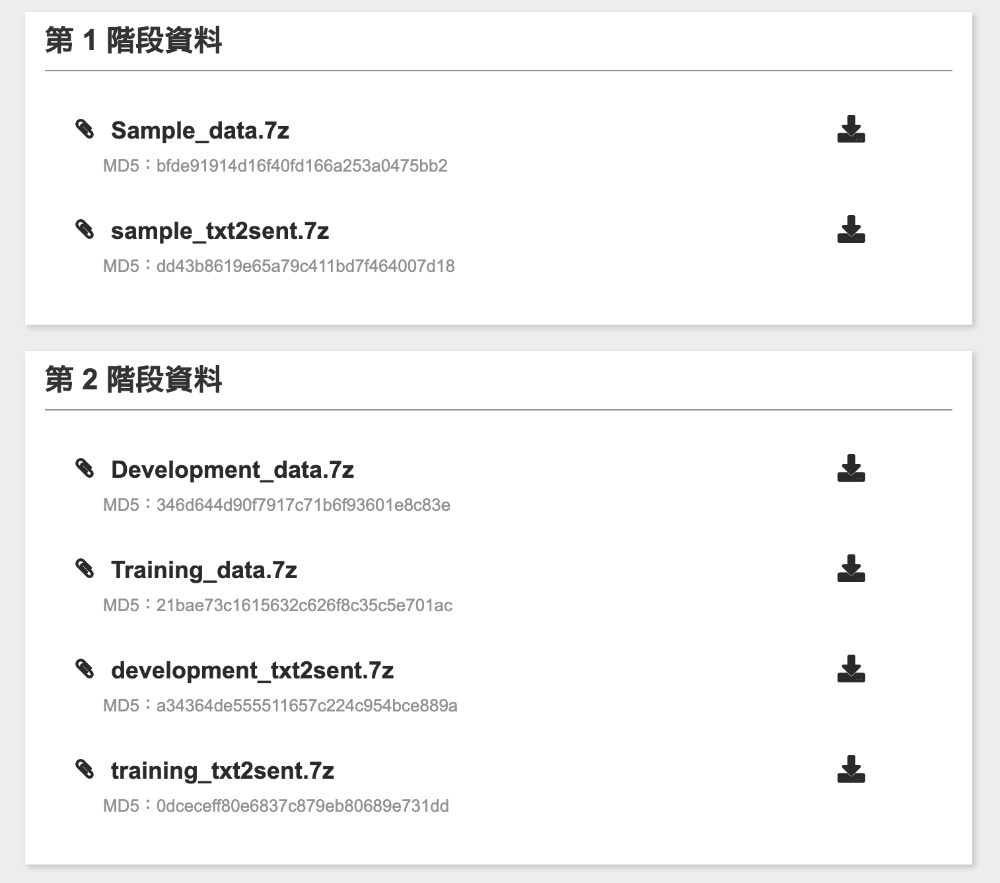 第 1 階段資料
Sample_data.7z
MD5：bfde91914d16f40fd166a253a0475bb2
sample_txt2sent.7z
MD5：dd43b8619e65a79c411bd7f464007d18
第 2 階段資料
Development_data.7z
MD5：346d644d90f7917c71b6f93601e8c83e
Training_data.7z
MD5：21bae73c1615632c626f8c35c5e701ac
development_txt2sent.7z
MD5：a34364de555511657c224c954bce889a
training_txt2sent.7z
MD5：0dceceff80e6837c879eb80689e731dd